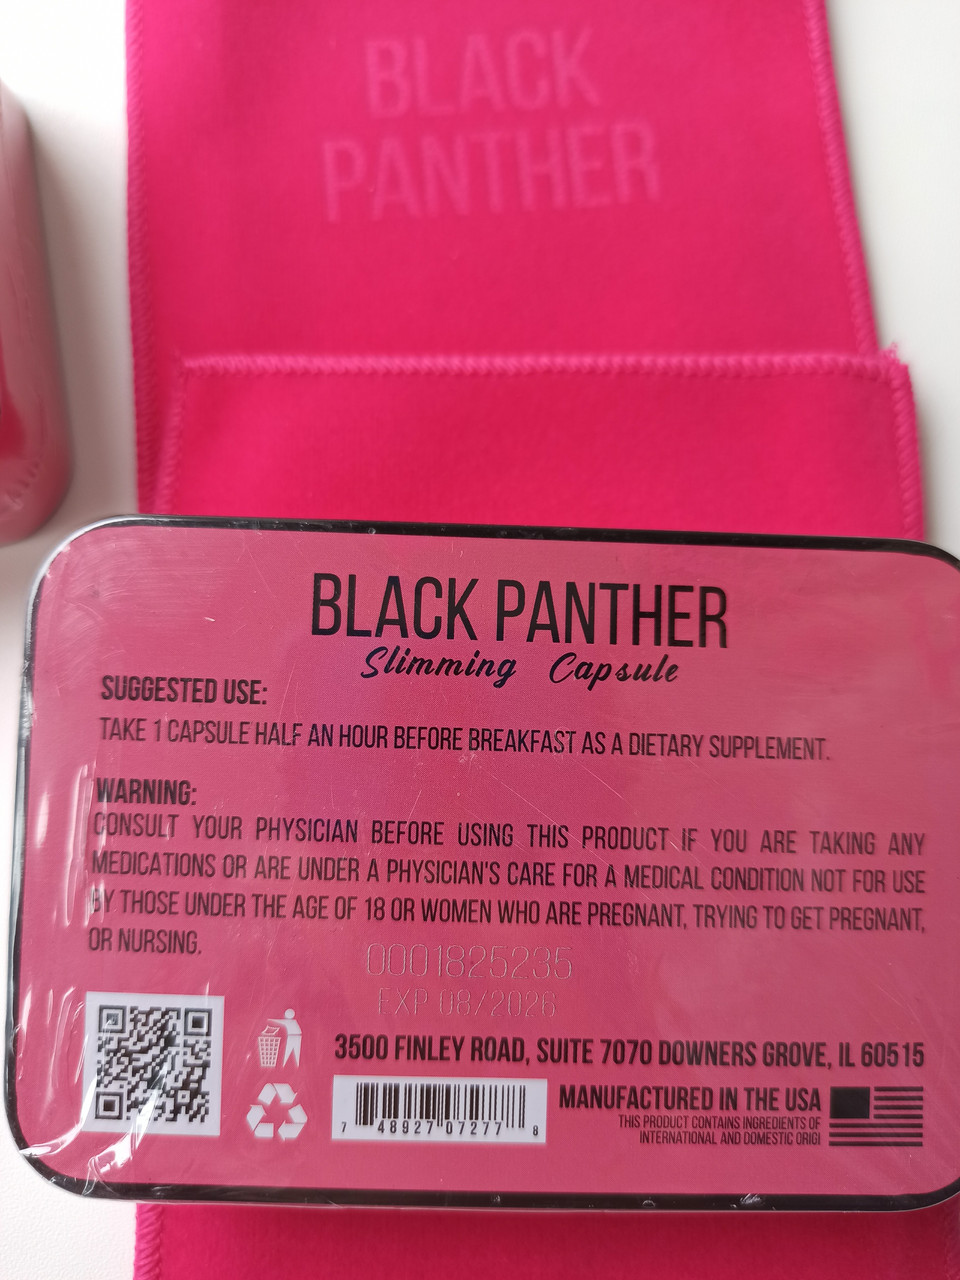 BLACK
PANTHER
BLACK PANTHER
Slimming Capsule
SUGGESTED USE:
TAKE 1 CAPSULE HALF AN HOUR BEFORE BREAKFAST AS A DIETARY SUPPLEMENT.
WARNING:
CONSULT YOUR PHYSICIAN BEFORE USING THIS PRODUCT IF YOU ARE TAKING ANY
MEDICATIONS OR ARE UNDER A PHYSICIAN'S CARE FOR A MEDICAL CONDITION NOT FOR USE
BY THOSE UNDER THE AGE OF 18 OR WOMEN WHO ARE PREGNANT, TRYING TO GET PREGNANT,
OR NURSING.
0001825235
EXP 08/2026
3500 FINLEY ROAD, SUITE 7070 DOWNERS GROVE, IL 60515
MANUFACTURED IN THE USA
THIS PRODUCT CONTAINS INGREDIENTS OF
INTERNATIONAL AND DOMESTIC ORIGI
7 48927 07277 8